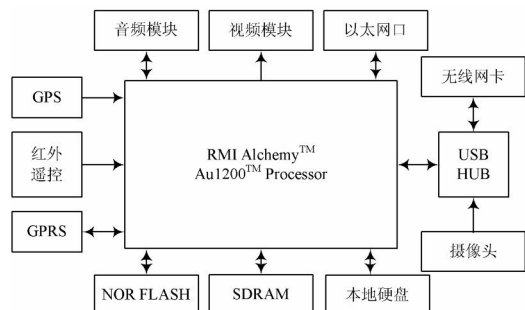 音频模块
视频模块
以太网口
无线网卡
GPS
红外
遥控
GPRS
RMI Alchemy™
Au1200™ Processor
USB
HUB
摄像头
NOR FLASH
SDRAM
本地硬盘